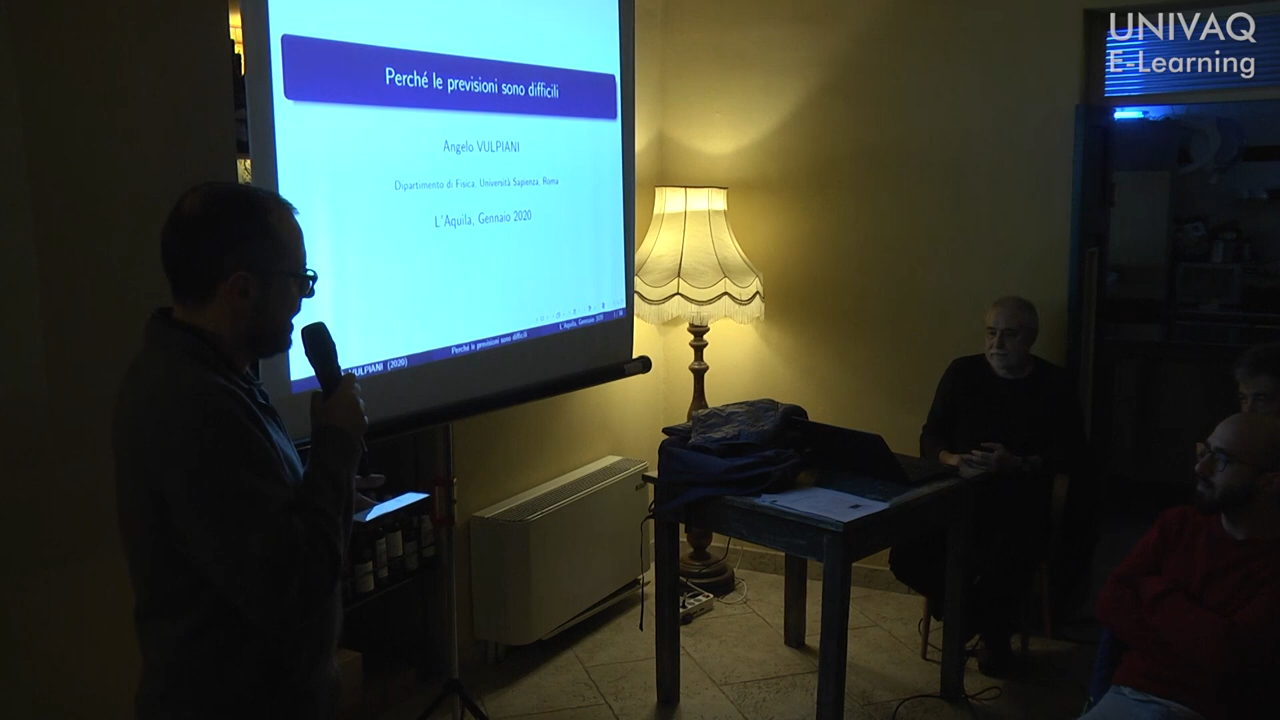 UNIVAQ
E-Learning
Perché le previsioni sono difficili
Angelo VULPIANI
Dipartimento di Fisica, Università Sapienza, Roma
L'Aquila, Gennaio 2020
VULPIANI (2020)
Perché le previsioni sono difficili
L'Aquila, Gennaio 2020